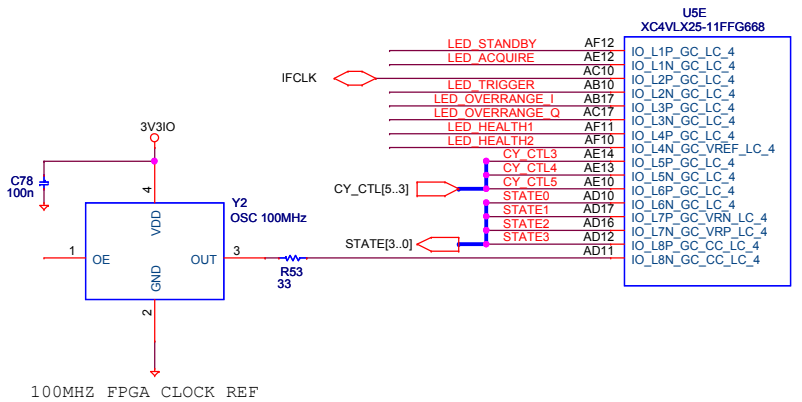 U5E
XC4VLX25-11FFG668
LED_STANDBY AF12 IO_L1P_GC_LC_4
LED_ACQUIRE AE12 IO_L1N_GC_LC_4
IFCLK AC10 IO_L2P_GC_LC_4
LED_TRIGGER AB10 IO_L2N_GC_LC_4
LED_OVERRANGE_I AB17 IO_L3P_GC_LC_4
LED_OVERRANGE_Q AC17 IO_L3N_GC_LC_4
LED_HEALTH1 AF11 IO_L4P_GC_LC_4
LED_HEALTH2 AF10 IO_L4N_GC_VREF_LC_4
CY_CTL3 AE14 IO_L5P_GC_LC_4
CY_CTL4 AE13 IO_L5N_GC_LC_4
CY_CTL[5..3] CY_CTL5 AE10 IO_L6P_GC_LC_4
STATE0 AD10 IO_L6N_GC_LC_4
STATE1 AD17 IO_L7P_GC_VRN_LC_4
STATE2 AD16 IO_L7N_GC_VRP_LC_4
STATE[3..0] STATE3 AD12 IO_L8P_GC_CC_LC_4
AD11 IO_L8N_GC_CC_LC_4
3V3IO
C78
100n
4
Y2
OSC 100MHz
VDD
1 OE OUT 3
GND
2
R53
33
100MHZ FPGA CLOCK REF